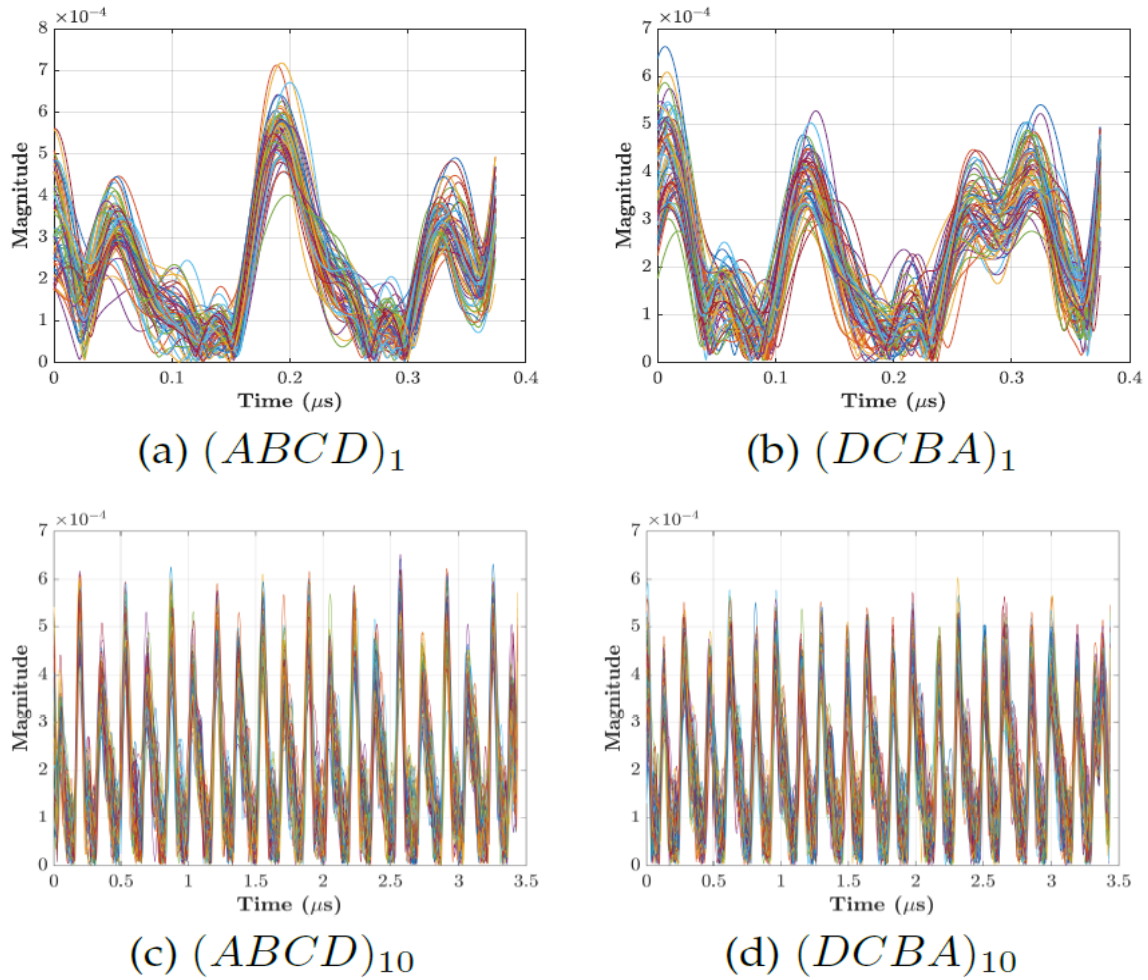 ×10⁻⁴
8
7
6
5
4
3
2
1
0
Magnitude
0 0.1 0.2 0.3 0.4
Time (μs)
(a) (ABCD)₁
×10⁻⁴
7
6
5
4
3
2
1
0
Magnitude
0 0.1 0.2 0.3 0.4
Time (μs)
(b) (DCBA)₁
×10⁻⁴
7
6
5
4
3
2
1
0
Magnitude
0 0.5 1 1.5 2 2.5 3 3.5
Time (μs)
(c) (ABCD)₁₀
×10⁻⁴
7
6
5
4
3
2
1
0
Magnitude
0 0.5 1 1.5 2 2.5 3 3.5
Time (μs)
(d) (DCBA)₁₀